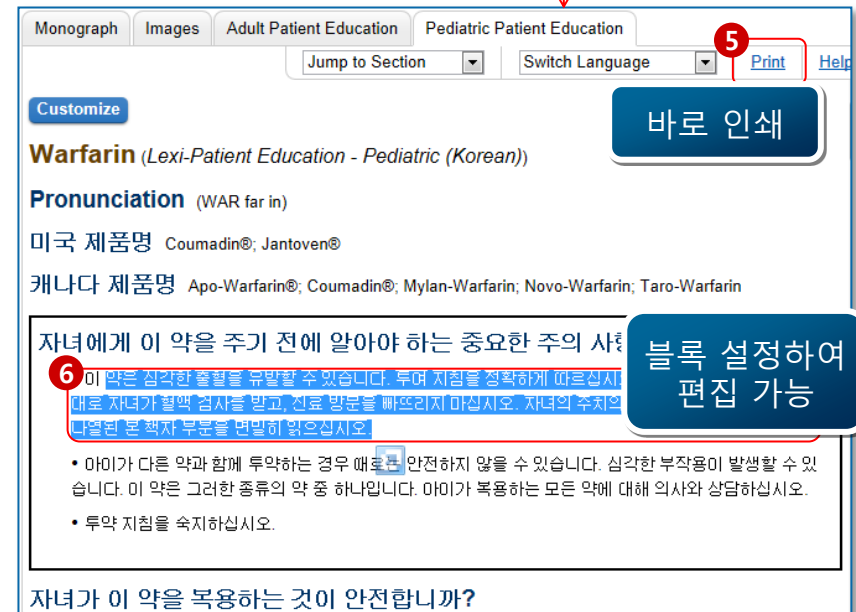 Monograph Images Adult Patient Education Pediatric Patient Education
5
Jump to Section Switch Language Print Help
Customize
바로 인쇄
Warfarin (Lexi-Patient Education - Pediatric (Korean))
Pronunciation (WAR far in)
미국 제품명 Coumadin®; Jantoven®
캐나다 제품명 Apo-Warfarin®; Coumadin®; Mylan-Warfarin; Novo-Warfarin; Taro-Warfarin
자녀에게 이 약을 주기 전에 알아야 하는 중요한 주의
블록 설정하여
편집 가능
6
이 약은 심각한 출혈을 유발할 수 있습니다. 투여 지침을 정확하게 따르십시
대로 자녀가 혈액 검사를 받고, 진료 방문을 빠뜨리지 마십시오. 자녀의 주치의
나열된 본 책자 부분을 면밀히 읽으십시오.
• 아이가 다른 약과 함께 투약하는 경우 때로는 안전하지 않을 수 있습니다. 심각한 부작용이 발생할 수 있
습니다. 이 약은 그러한 종류의 약 중 하나입니다. 아이가 복용하는 모든 약에 대해 의사와 상담하십시오.
• 투약 지침을 숙지하십시오.
자녀가 이 약을 복용하는 것이 안전합니까?